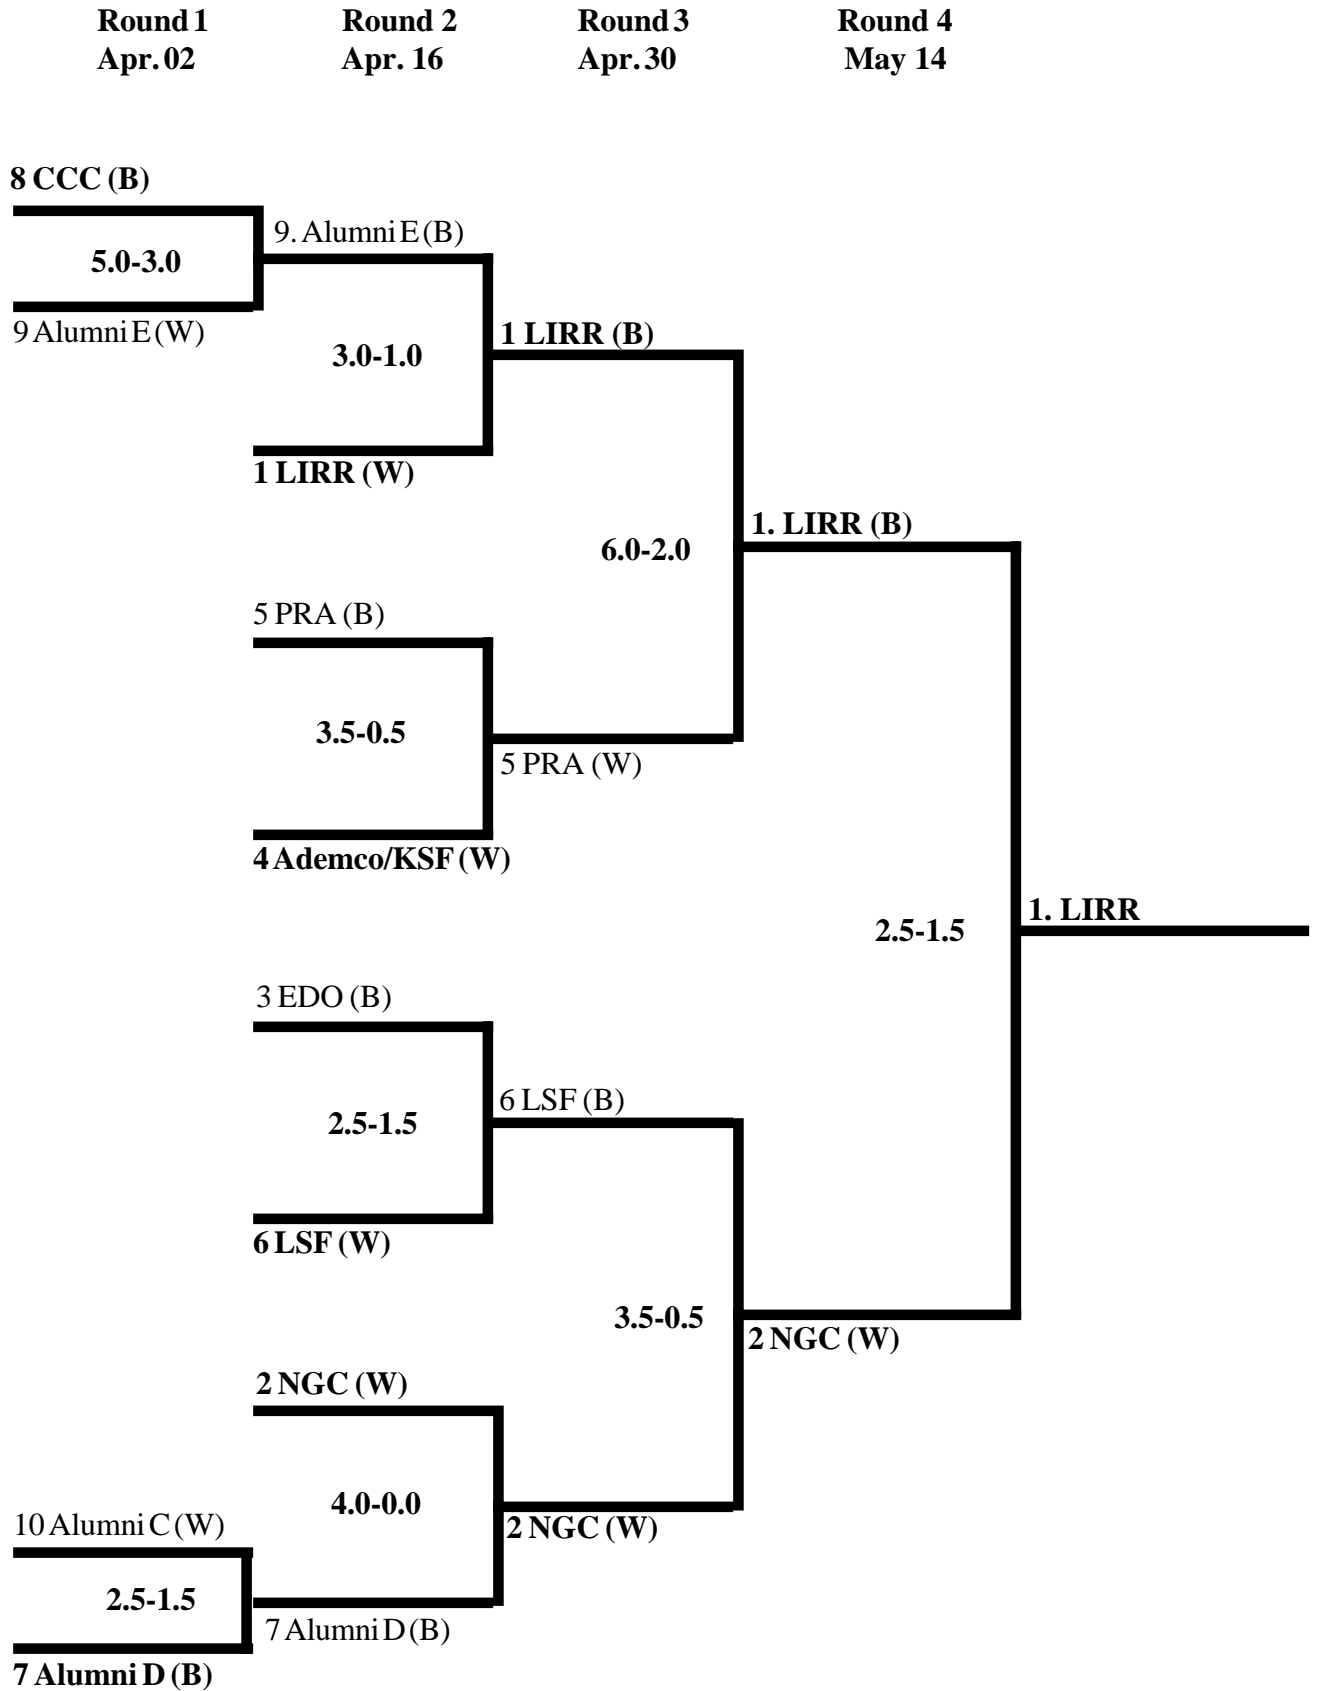 Round 1 Round 2 Round 3 Round 4
Apr. 02 Apr. 16 Apr. 30 May 14
8 CCC (B)
9. Alumni E (B)
5.0-3.0
9 Alumni E (W)
1 LIRR (B)
3.0-1.0
1 LIRR (W)
1. LIRR (B)
6.0-2.0
5 PRA (B)
3.5-0.5
5 PRA (W)
4 Ademco/KSF (W)
1. LIRR
2.5-1.5
3 EDO (B)
6 LSF (B)
2.5-1.5
6 LSF (W)
3.5-0.5
2 NGC (W)
2 NGC (W)
4.0-0.0
10 Alumni C (W)
2 NGC (W)
2.5-1.5
7 Alumni D (B)
7 Alumni D (B)